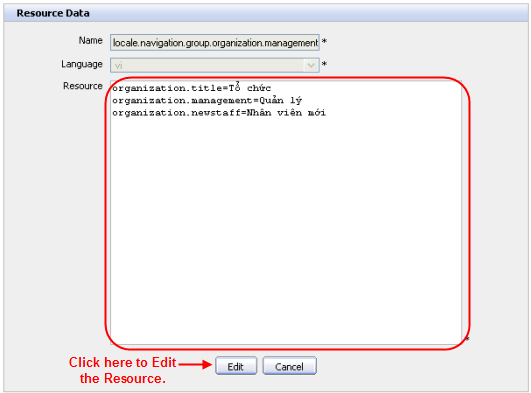 Resource Data
Name locale.navigation.group.organization.management *
Language vi *
Resource organization.title=Tổ chức
organization.management=Quản lý
organization.newstaff=Nhân viên mới
*
Click here to Edit
the Resource.
Edit Cancel